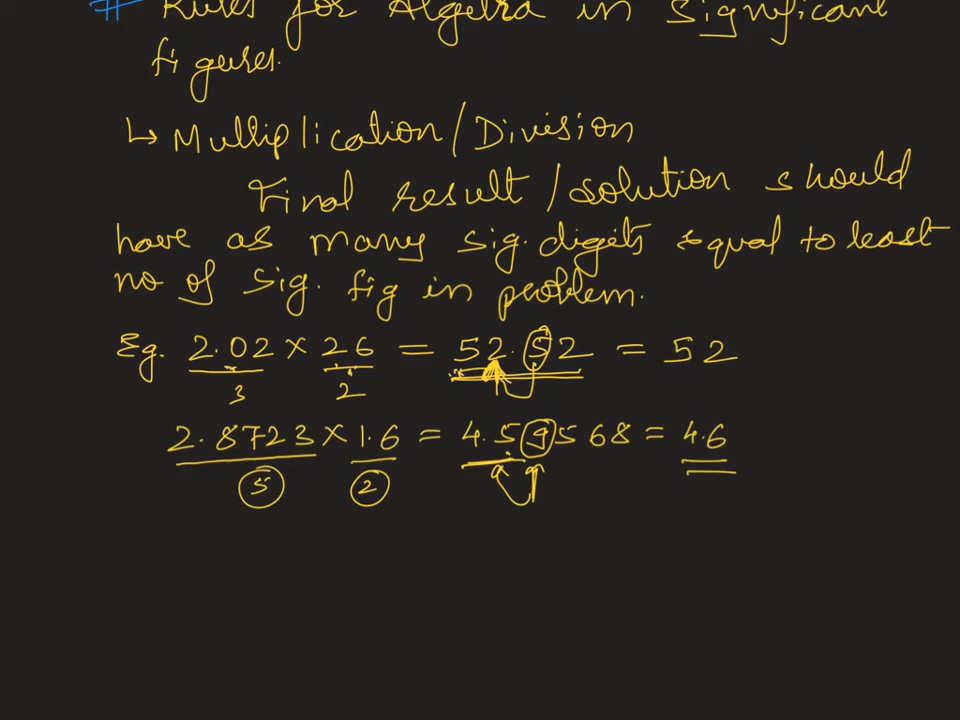 # Rules for Algebra in Significant
figures.
↳ Multiplication/Division
Final result/solution should
have as many sig. digits equal to least
no of sig. fig in problem.
Eg. 2.02 × 26 = 52.52 = 52
3 2
2.8723 × 1.6 = 4.59568 = 4.6
5 2